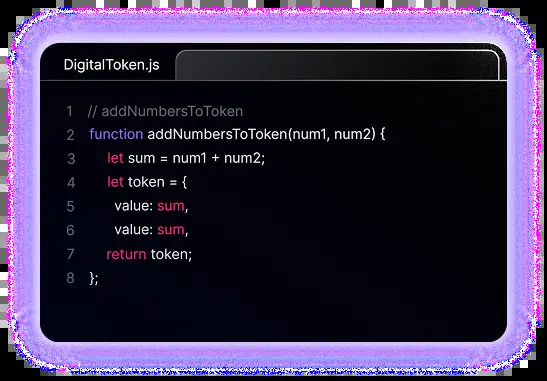 DigitalToken.js
1 // addNumbersToToken
2 function addNumbersToToken(num1, num2) {
3 let sum = num1 + num2;
4 let token = {
5 value: sum,
6 value: sum,
7 return token;
8 };